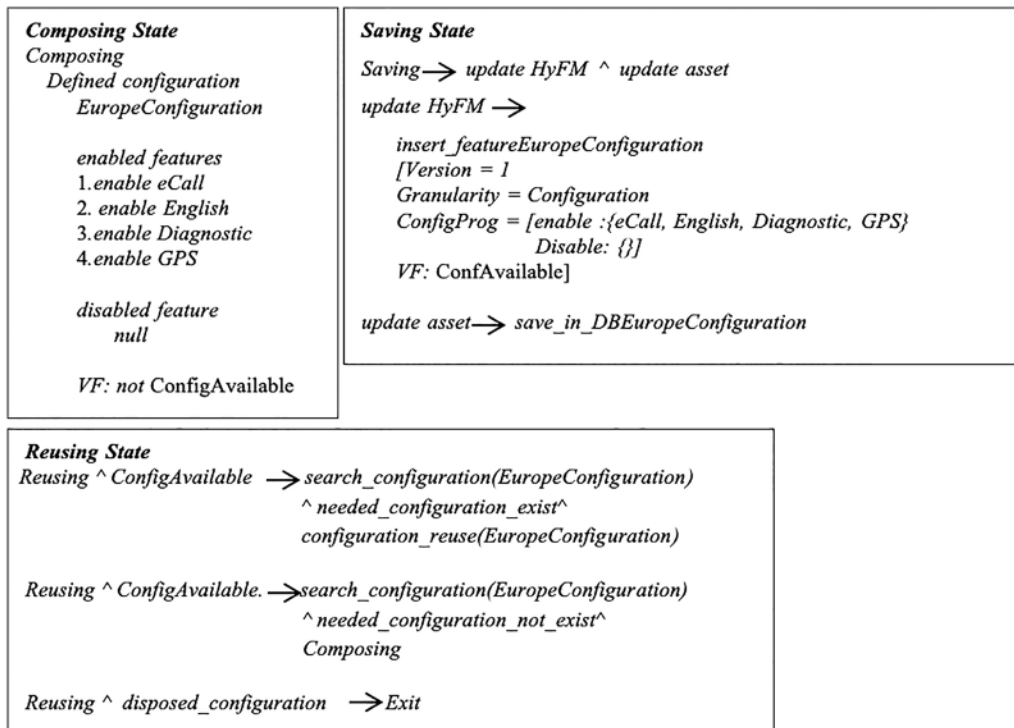 Composing State
Composing
Defined configuration
EuropeConfiguration
enabled features
1.enable eCall
2. enable English
3.enable Diagnostic
4.enable GPS
disabled feature
null
VF: not ConfigAvailable
Saving State
Saving → update HyFM ^ update asset
update HyFM →
insert_featureEuropeConfiguration
[Version = 1
Granularity = Configuration
ConfigProg = [enable :{eCall, English, Diagnostic, GPS}
Disable: {}]
VF: ConfAvailable]
update asset → save_in_DBEuropeConfiguration
Reusing State
Reusing ^ ConfigAvailable → search_configuration(EuropeConfiguration)
^ needed_configuration_exist^
configuration_reuse(EuropeConfiguration)
Reusing ^ ConfigAvailable. → search_configuration(EuropeConfiguration)
^ needed_configuration_not_exist^
Composing
Reusing ^ disposed_configuration → Exit